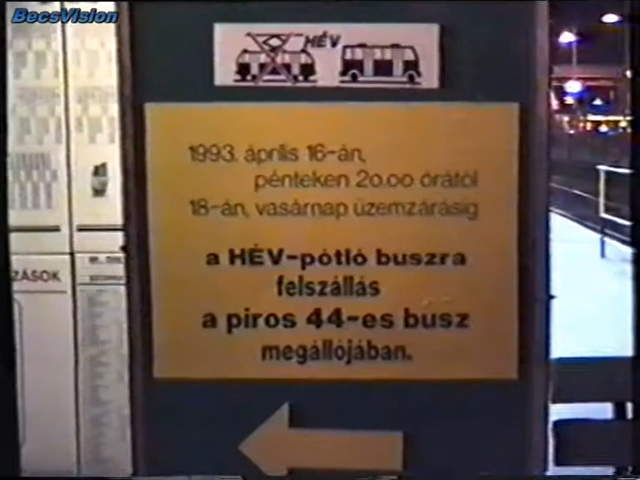 BecsVision
HÉV
1993. április 16-án,
pénteken 20.00 órától
18-án, vasárnap üzemzárásig
a HÉV-pótló buszra
felszállás
a piros 44-es busz
megállójában.
ZÁSOK